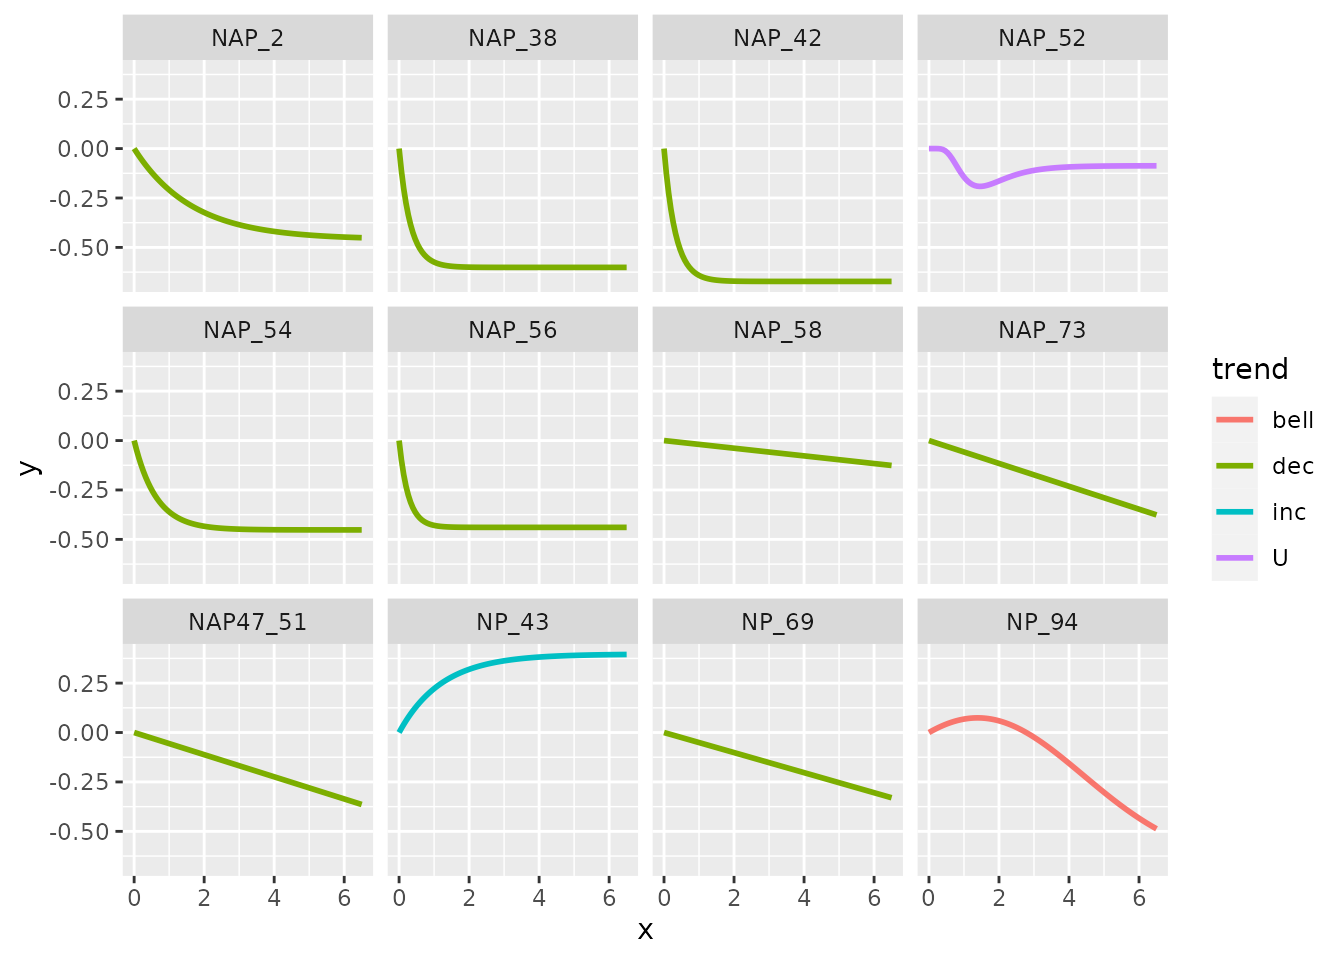 NAP_2 NAP_38 NAP_42 NAP_52
0.25
0.00
-0.25
-0.50
NAP_54 NAP_56 NAP_58 NAP_73
0.25
0.00
-0.25
-0.50
NAP47_51 NP_43 NP_69 NP_94
0.25
0.00
-0.25
-0.50
0 2 4 6 0 2 4 6 0 2 4 6 0 2 4 6
x
y
trend
bell
dec
inc
U